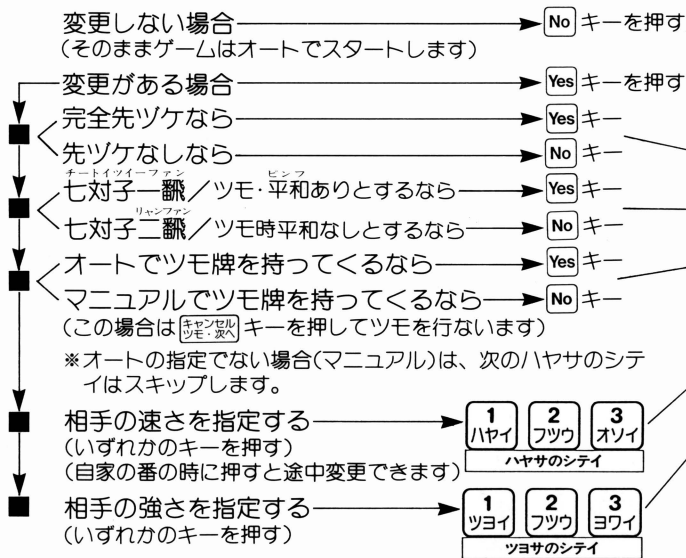 変更しない場合 No キーを押す
(そのままゲームはオートでスタートします)
変更がある場合 Yes キーを押す
完全先ヅケなら Yes キー
先ヅケなしなら No キー
チートイツイーファン ピンフ
七対子一飜／ツモ・平和ありとするなら Yes キー
リャンファン
七対子二飜／ツモ時平和なしとするなら No キー
オートでツモ牌を持ってくるなら Yes キー
マニュアルでツモ牌を持ってくるなら No キー
(この場合は キャンセル ツモ・次へ キーを押してツモを行ないます)
※オートの指定でない場合(マニュアル)は、次のハヤサのシテ
イはスキップします。
相手の速さを指定する 1 ハヤイ 2 フツウ 3 オソイ
(いずれかのキーを押す)
(自家の番の時に押すと途中変更できます)
ハヤサのシテイ
相手の強さを指定する 1 ツヨイ 2 フツウ 3 ヨワイ
(いずれかのキーを押す)
ツヨサのシテイ